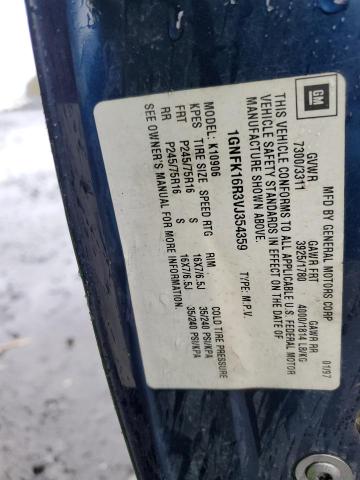 GM
MFD BY GENERAL MOTORS CORP
01/97
GVWR GAWR FRT GAWR RR
7300/3311 3925/1780 4000/1814 LB/KG
THIS VEHICLE CONFORMS TO ALL APPLICABLE U.S. FEDERAL MOTOR
VEHICLE SAFETY STANDARDS IN EFFECT ON THE DATE OF
MANUFACTURE SHOWN ABOVE.
1GNFK16R3VJ354359 TYPE: M.P.V.
MODEL: K10906
KPES TIRE SIZE SPEED RTG RIM COLD TIRE PRESSURE
FRT P245/75R16 S 16X7/6.5J 35/240 PSI/KPA
RR P245/75R16 S 16X7/6.5J 35/240 PSI/KPA
SEE OWNER'S MANUAL FOR MORE INFORMATION.